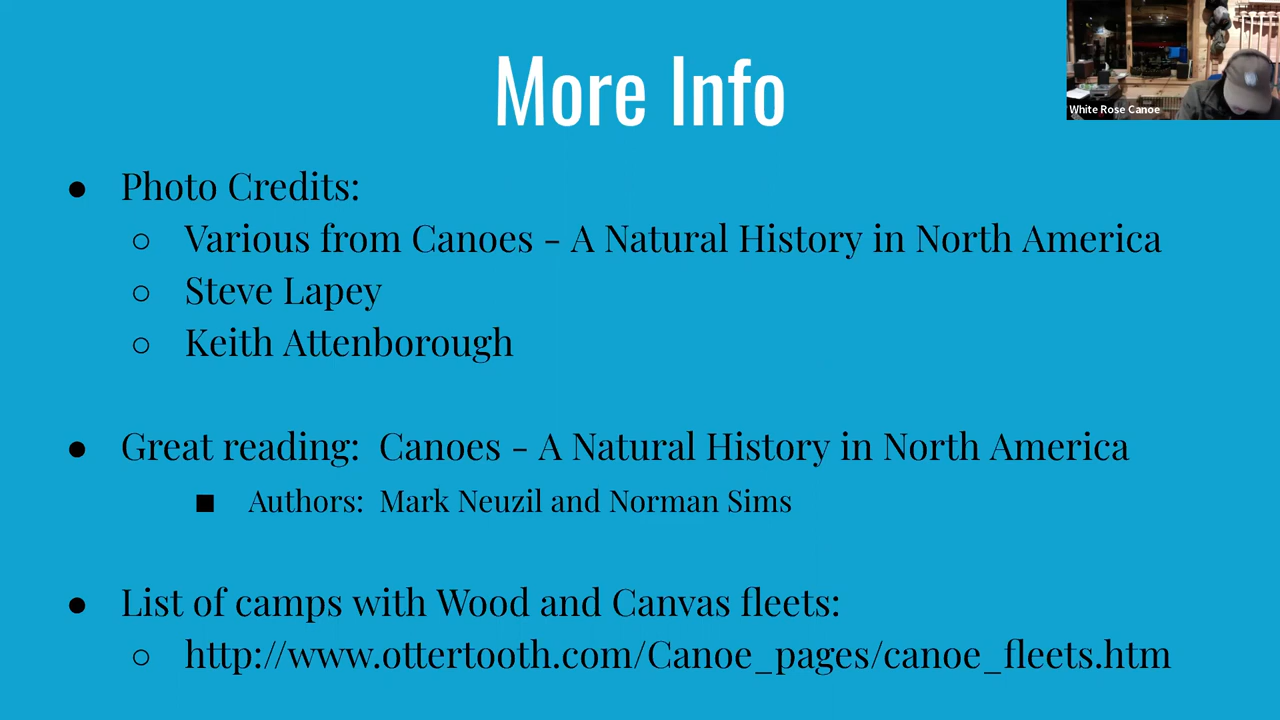 More Info
White Rose Canoe
● Photo Credits:
○ Various from Canoes - A Natural History in North America
○ Steve Lapey
○ Keith Attenborough
● Great reading:  Canoes - A Natural History in North America
■ Authors:  Mark Neuzil and Norman Sims
● List of camps with Wood and Canvas fleets:
○ http://www.ottertooth.com/Canoe_pages/canoe_fleets.htm